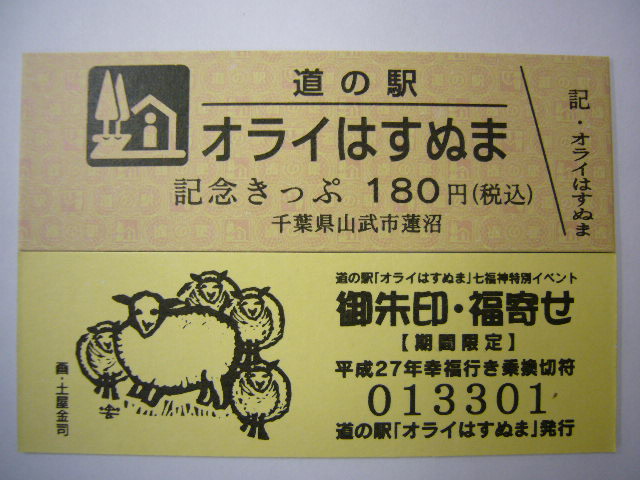 道の駅
オライはすぬま
記念きっぷ 180円(税込)
千葉県山武市蓮沼
記・オライはすぬま
道の駅「オライはすぬま」七福神特別イベント
御朱印・福寄せ
【期間限定】
平成27年幸福行き乗換切符
013301
道の駅「オライはすぬま」発行
画・土屋金司